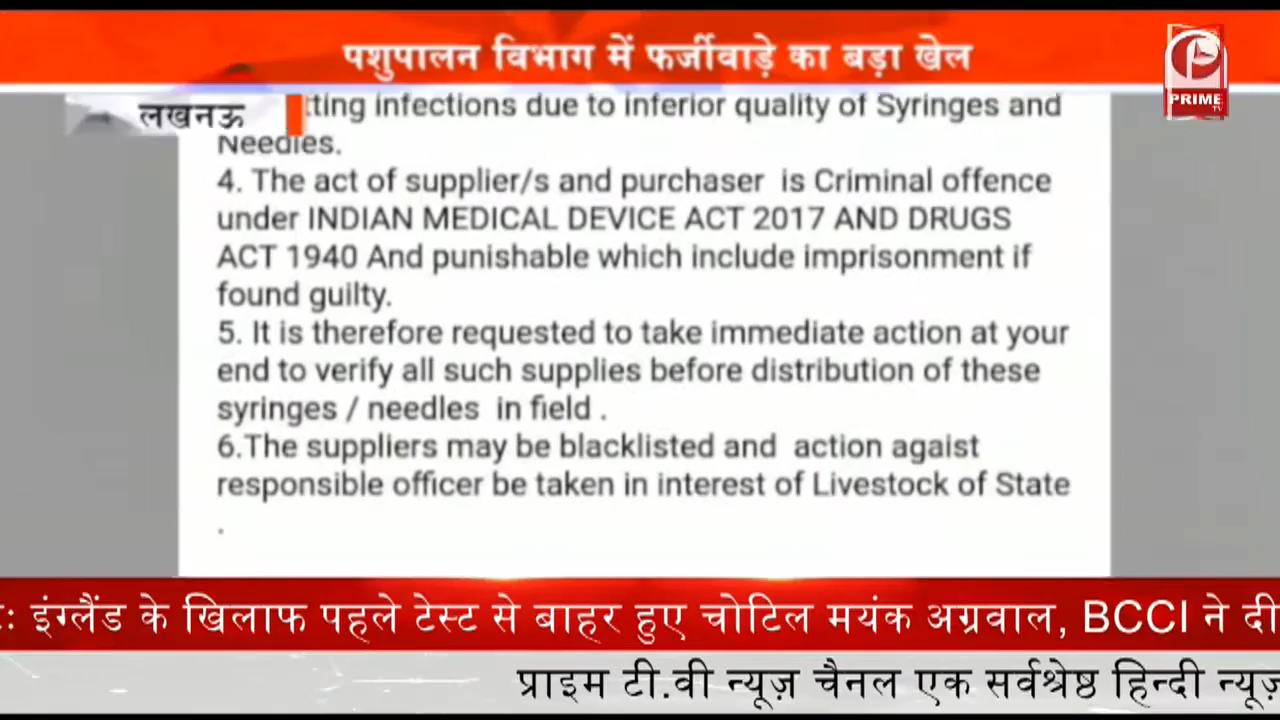 पशुपालन विभाग में फर्जीवाड़े का बड़ा खेल
PRIME
TV
लखनऊ
tting infections due to inferior quality of Syringes and
Needles.
4. The act of supplier/s and purchaser is Criminal offence
under INDIAN MEDICAL DEVICE ACT 2017 AND DRUGS
ACT 1940 And punishable which include imprisonment if
found guilty.
5. It is therefore requested to take immediate action at your
end to verify all such supplies before distribution of these
syringes / needles in field .
6.The suppliers may be blacklisted and action agaist
responsible officer be taken in interest of Livestock of State
.
: इंग्लैंड के खिलाफ पहले टेस्ट से बाहर हुए चोटिल मयंक अग्रवाल, BCCI ने दी
प्राइम टी.वी न्यूज़ चैनल एक सर्वश्रेष्ठ हिन्दी न्यूज़